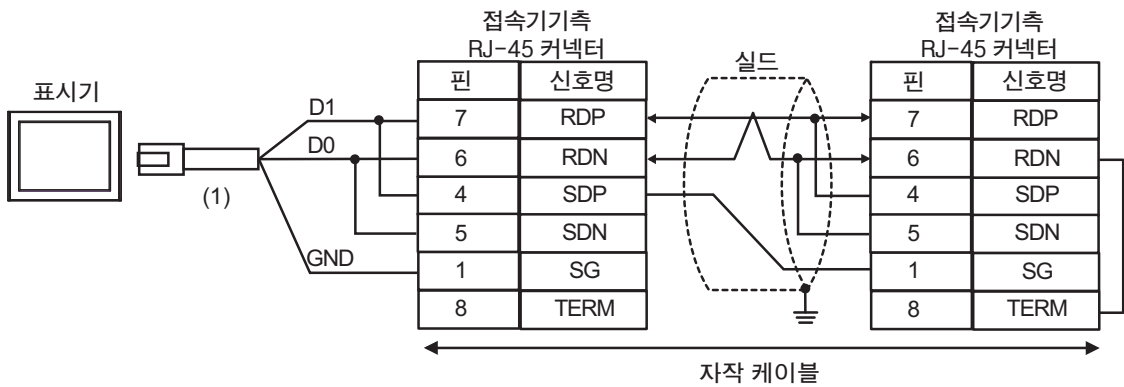 접속기기측
RJ-45 커넥터
접속기기측
RJ-45 커넥터
표시기
(1)
D1
D0
GND
실드
핀 신호명
7 RDP
6 RDN
4 SDP
5 SDN
1 SG
8 TERM
핀 신호명
7 RDP
6 RDN
4 SDP
5 SDN
1 SG
8 TERM
자작 케이블